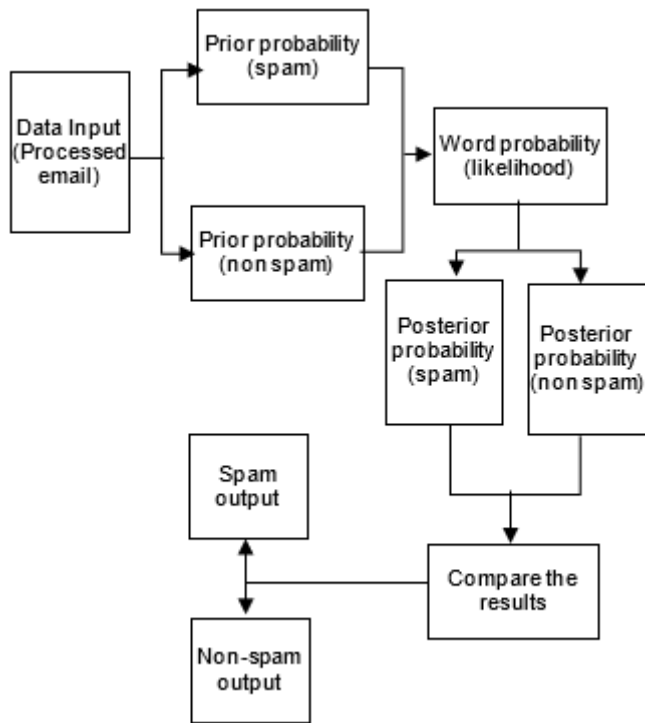 Prior probability
(spam)
Data Input
(Processed
email)
Word probability
(likelihood)
Prior probability
(non spam)
Posterior
probability
(spam)
Posterior
probability
(non spam)
Spam
output
Compare the
results
Non-spam
output